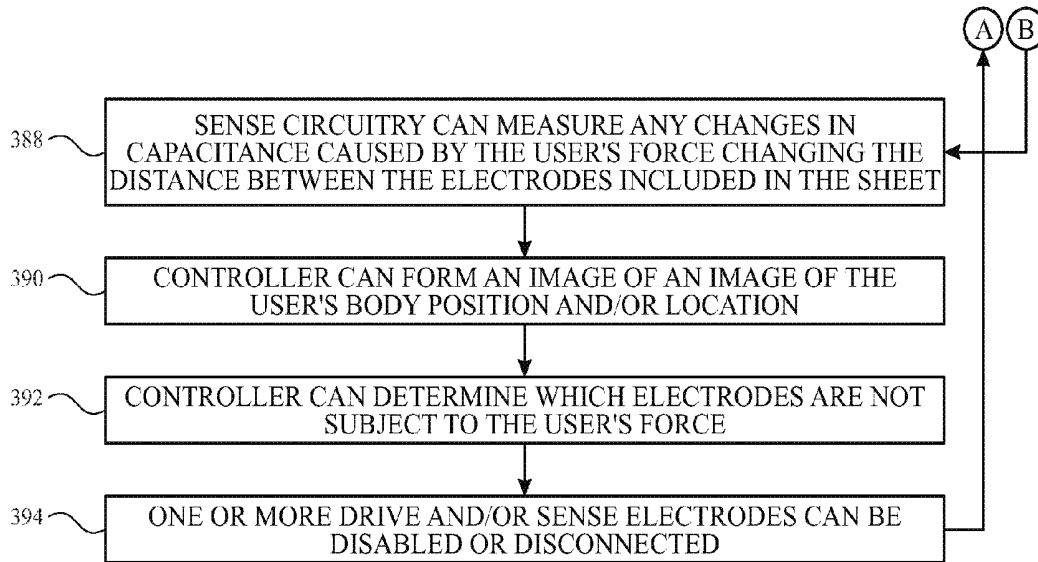 A B
388
SENSE CIRCUITRY CAN MEASURE ANY CHANGES IN
CAPACITANCE CAUSED BY THE USER'S FORCE CHANGING THE
DISTANCE BETWEEN THE ELECTRODES INCLUDED IN THE SHEET
390
CONTROLLER CAN FORM AN IMAGE OF AN IMAGE OF THE
USER'S BODY POSITION AND/OR LOCATION
392
CONTROLLER CAN DETERMINE WHICH ELECTRODES ARE NOT
SUBJECT TO THE USER'S FORCE
394
ONE OR MORE DRIVE AND/OR SENSE ELECTRODES CAN BE
DISABLED OR DISCONNECTED